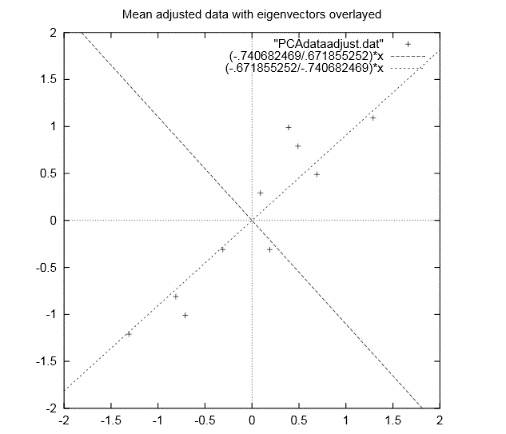 Mean adjusted data with eigenvectors overlayed
"PCAdataadjust.dat"
(-.740682469/.671855252)*x
(-.671855252/-.740682469)*x
2
1.5
1
0.5
0
-0.5
-1
-1.5
-2
-2 -1.5 -1 -0.5 0 0.5 1 1.5 2